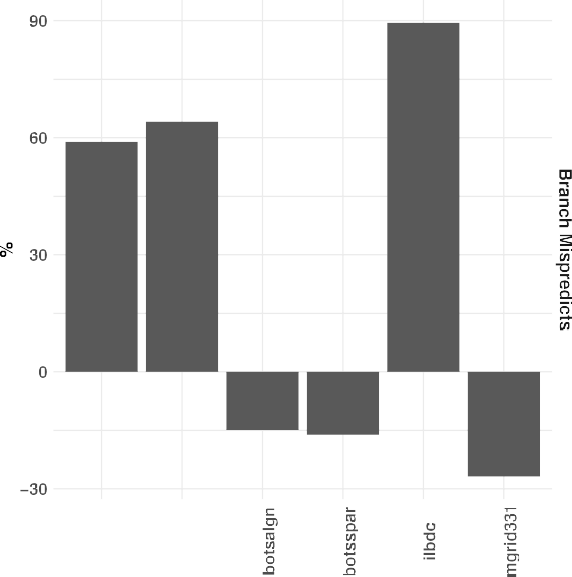 90
60
30
0
−30
%
Branch Mispredicts
botsalgn
botsspar
ilbdc
mgrid331